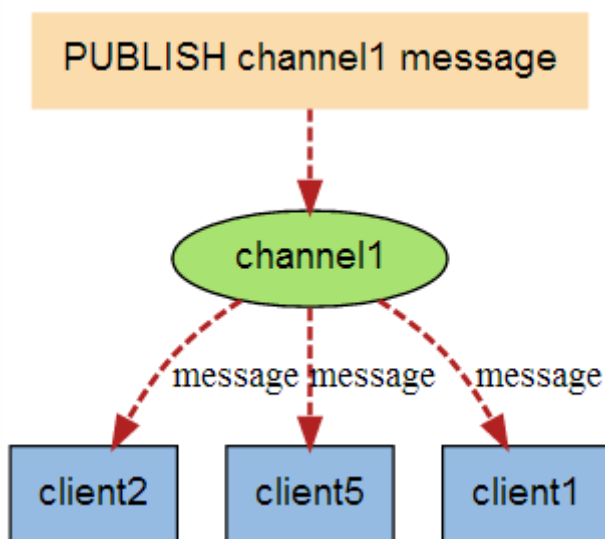 PUBLISH channel1 message
channel1
message message message
client2 client5 client1